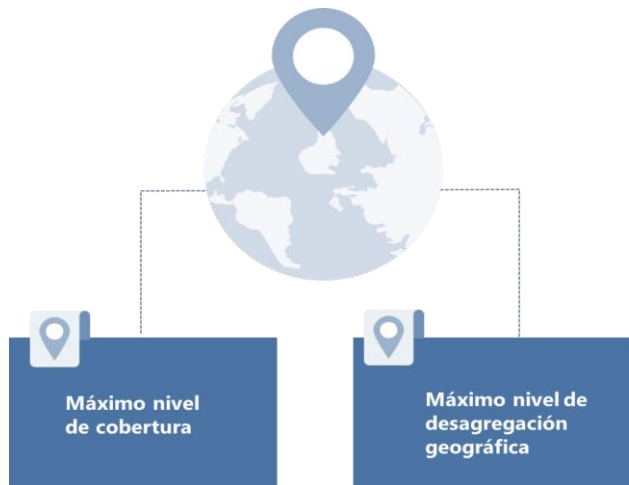 Máximo nivel
de cobertura
Máximo nivel de
desagregación
geográfica